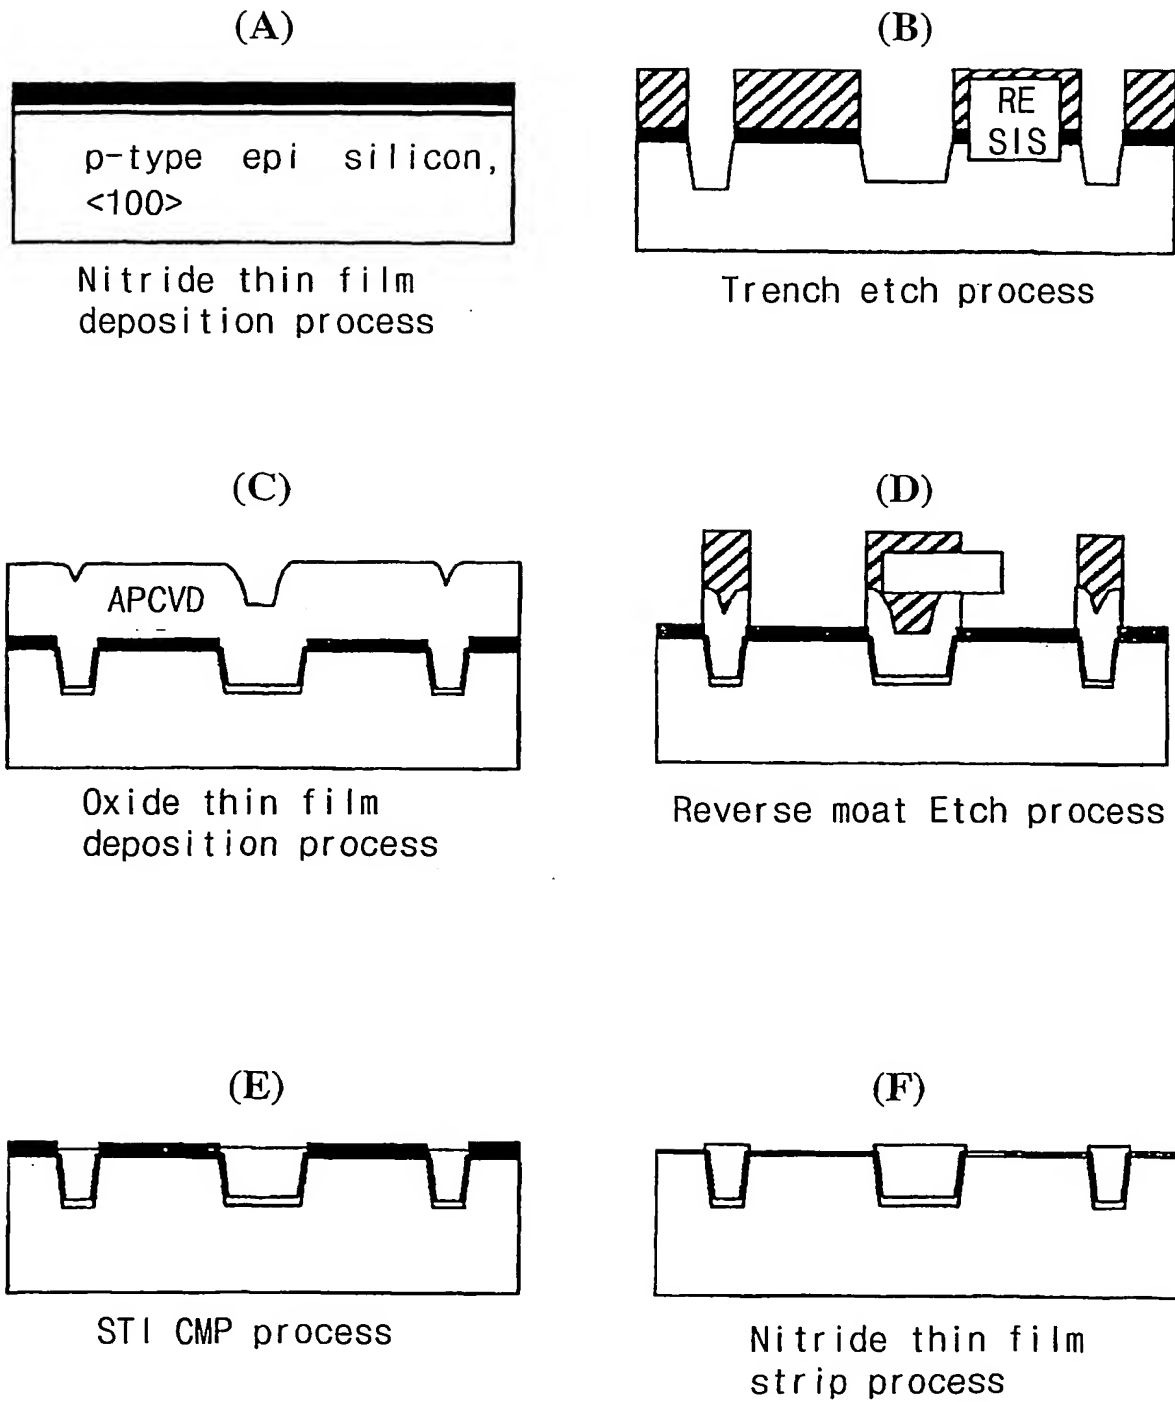 (A)
p-type epi silicon,
<100>
Nitride thin film
deposition process
(B)
RE
SIS
Trench etch process
(C)
APCVD
Oxide thin film
deposition process
(D)
Reverse moat Etch process
(E)
STI CMP process
(F)
Nitride thin film
strip process